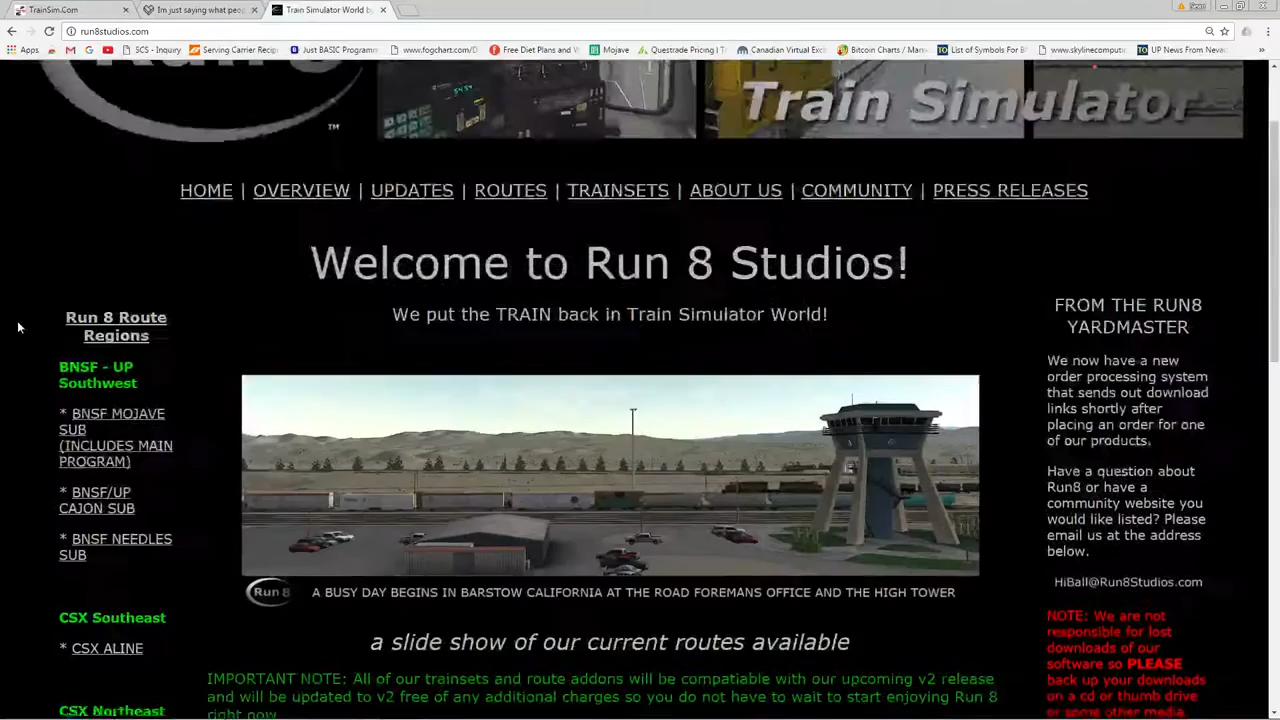 TrainSim.Com
Im just saying what peo
Train Simulator World by
run8studios.com
Apps
SCS - Inquiry
Serving Carrier Recip
Just BASIC Programm
www.fogchart.com/D
Free Diet Plans and W
Mojave
Questrade Pricing | T
Canadian Virtual Exc
Bitcoin Charts / Mark
List of Symbols For B
www.skylinecomputi
UP News From Neva
Run 8
™
Train Simulator
HOME | OVERVIEW | UPDATES | ROUTES | TRAINSETS | ABOUT US | COMMUNITY | PRESS RELEASES
Welcome to Run 8 Studios!
We put the TRAIN back in Train Simulator World!
Run 8 Route
Regions
BNSF - UP
Southwest
* BNSF MOJAVE
SUB
(INCLUDES MAIN
PROGRAM)
* BNSF/UP
CAJON SUB
* BNSF NEEDLES
SUB
CSX Southeast
* CSX ALINE
CSX Northeast
Run 8
A BUSY DAY BEGINS IN BARSTOW CALIFORNIA AT THE ROAD FOREMANS OFFICE AND THE HIGH TOWER
a slide show of our current routes available
IMPORTANT NOTE: All of our trainsets and route addons will be compatiable with our upcoming v2 release
and will be updated to v2 free of any additional charges so you do not have to wait to start enjoying Run 8
right now
FROM THE RUN8
YARDMASTER
We now have a new
order processing system
that sends out download
links shortly after
placing an order for one
of our products.
Have a question about
Run8 or have a
community website you
would like listed? Please
email us at the address
below.
HiBall@Run8Studios.com
NOTE: We are not
responsible for lost
downloads of our
software so PLEASE
back up your downloads
on a cd or thumb drive
or some other media